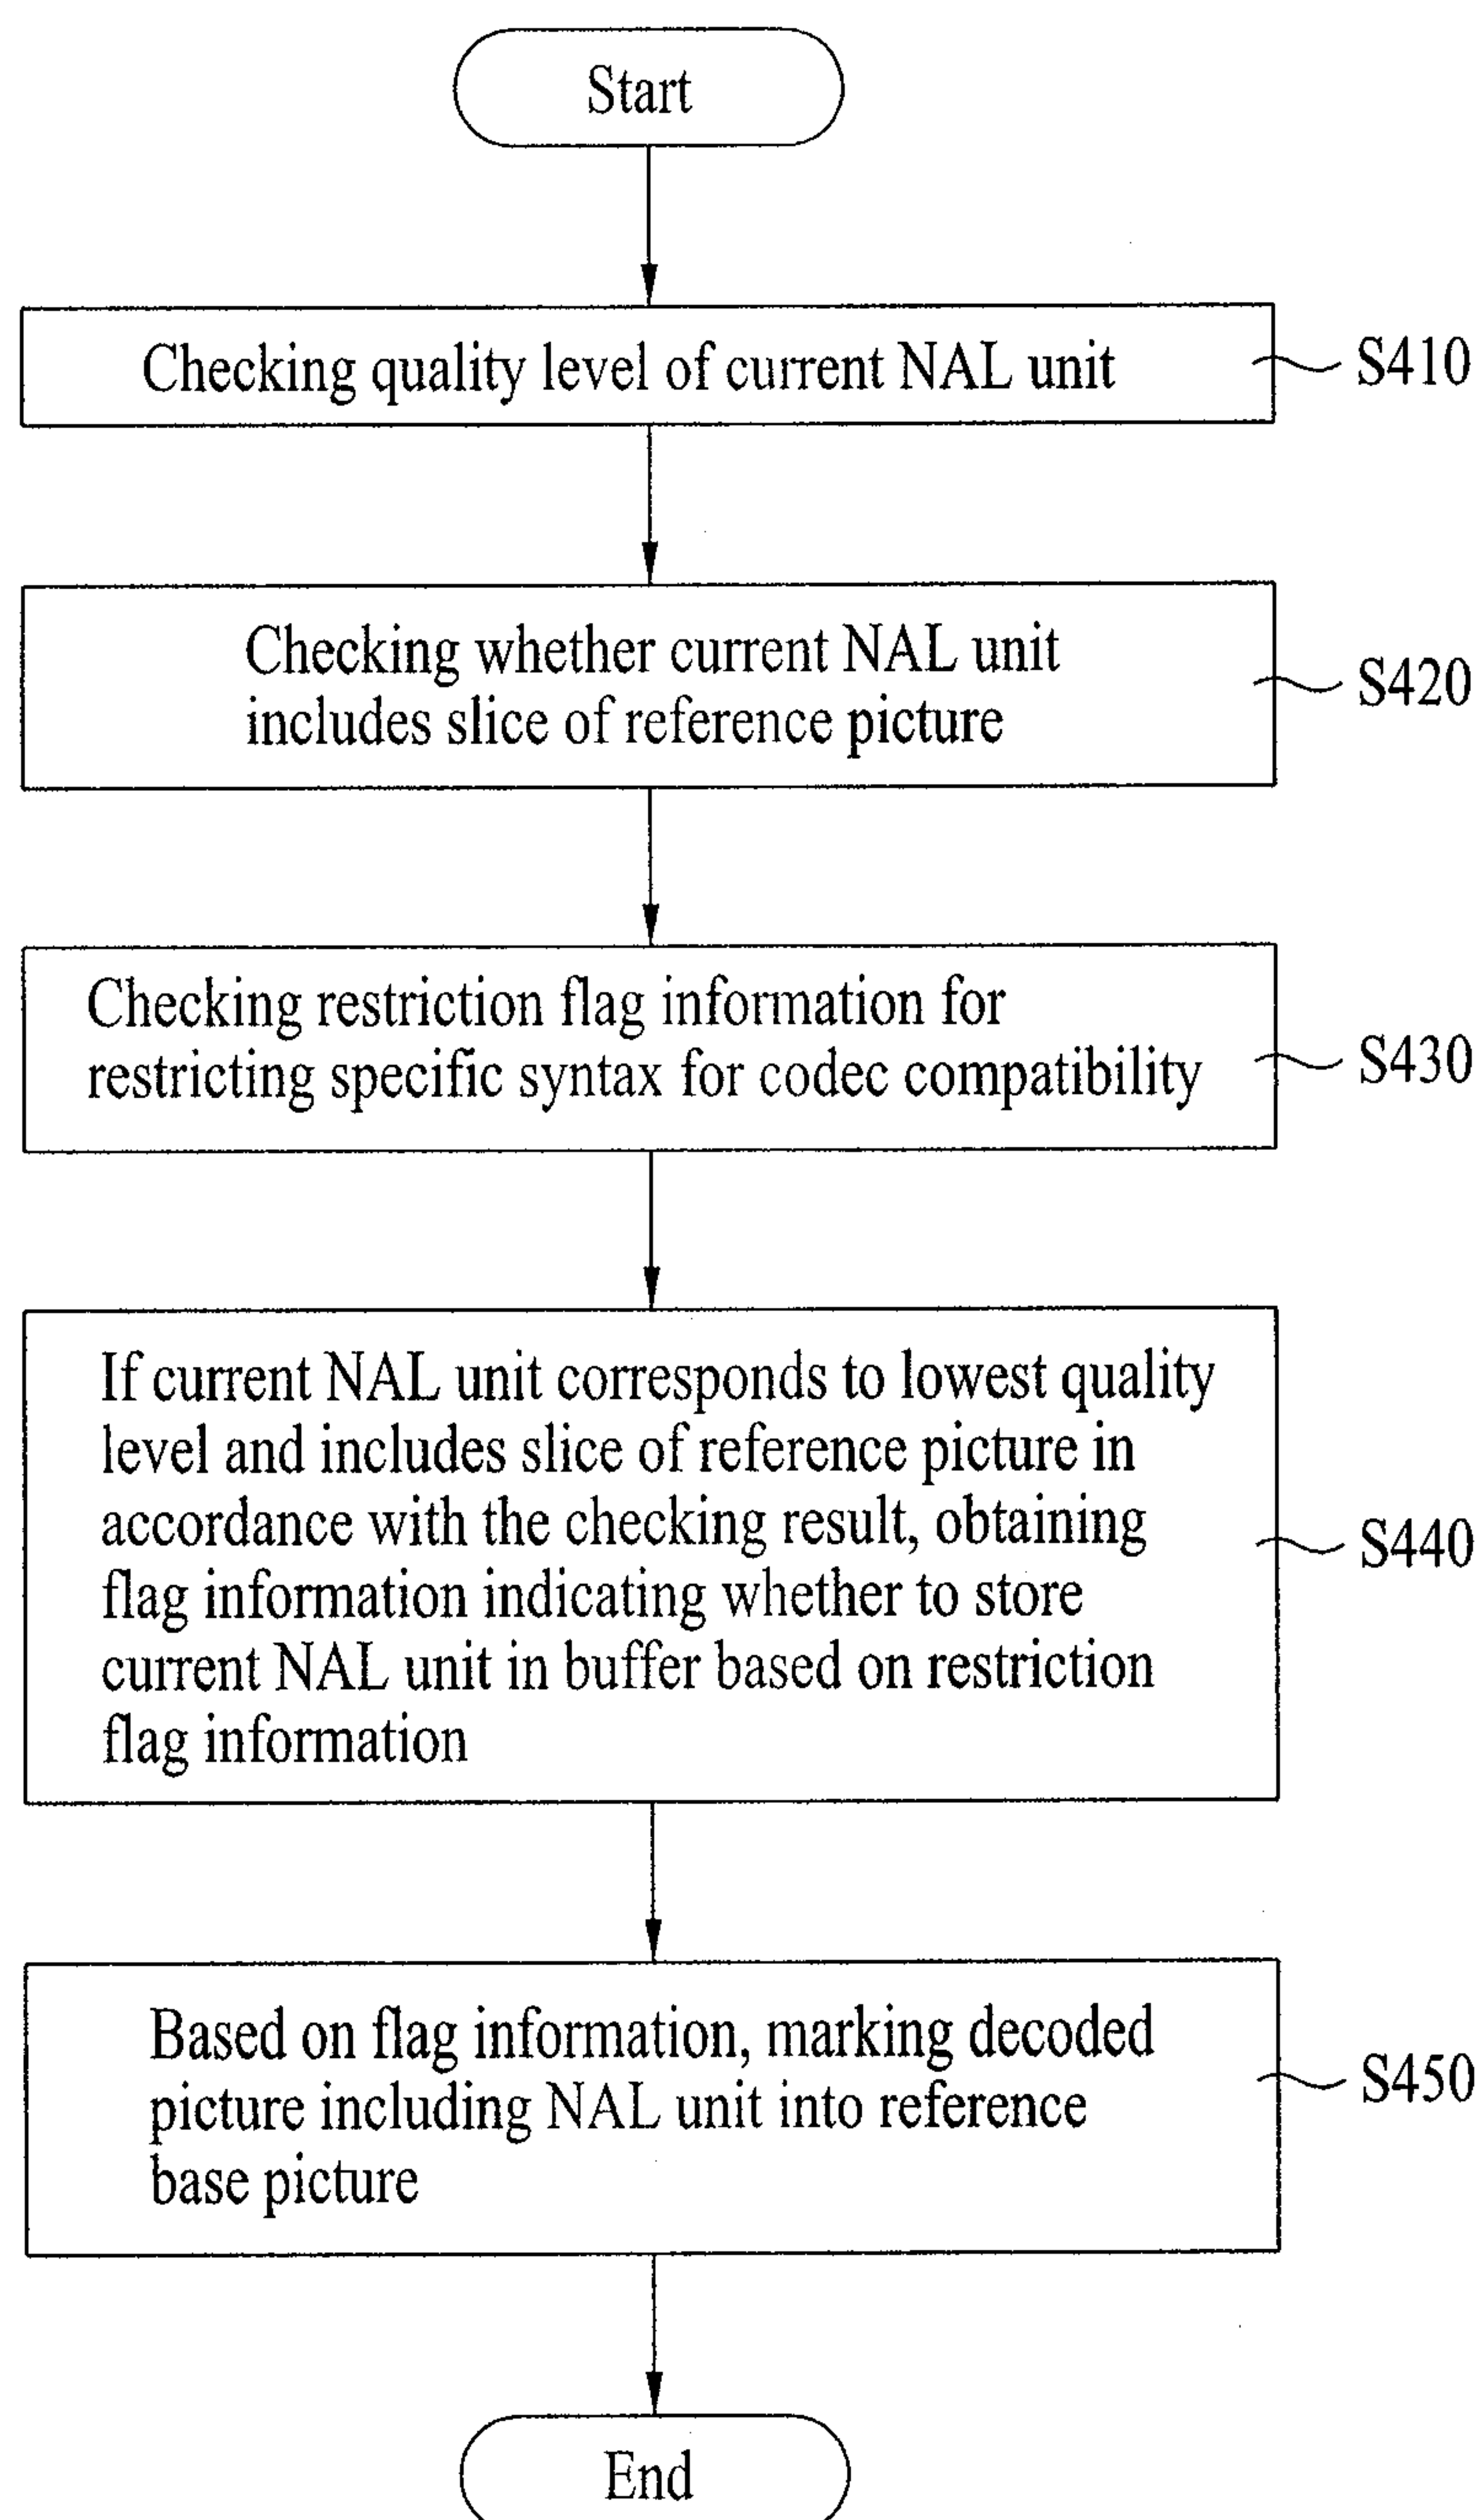 Start
Checking quality level of current NAL unit
S410
Checking whether current NAL unit
includes slice of reference picture
S420
Checking restriction flag information for
restricting specific syntax for codec compatibility
S430
If current NAL unit corresponds to lowest quality
level and includes slice of reference picture in
accordance with the checking result, obtaining
flag information indicating whether to store
current NAL unit in buffer based on restriction
flag information
S440
Based on flag information, marking decoded
picture including NAL unit into reference
base picture
S450
End